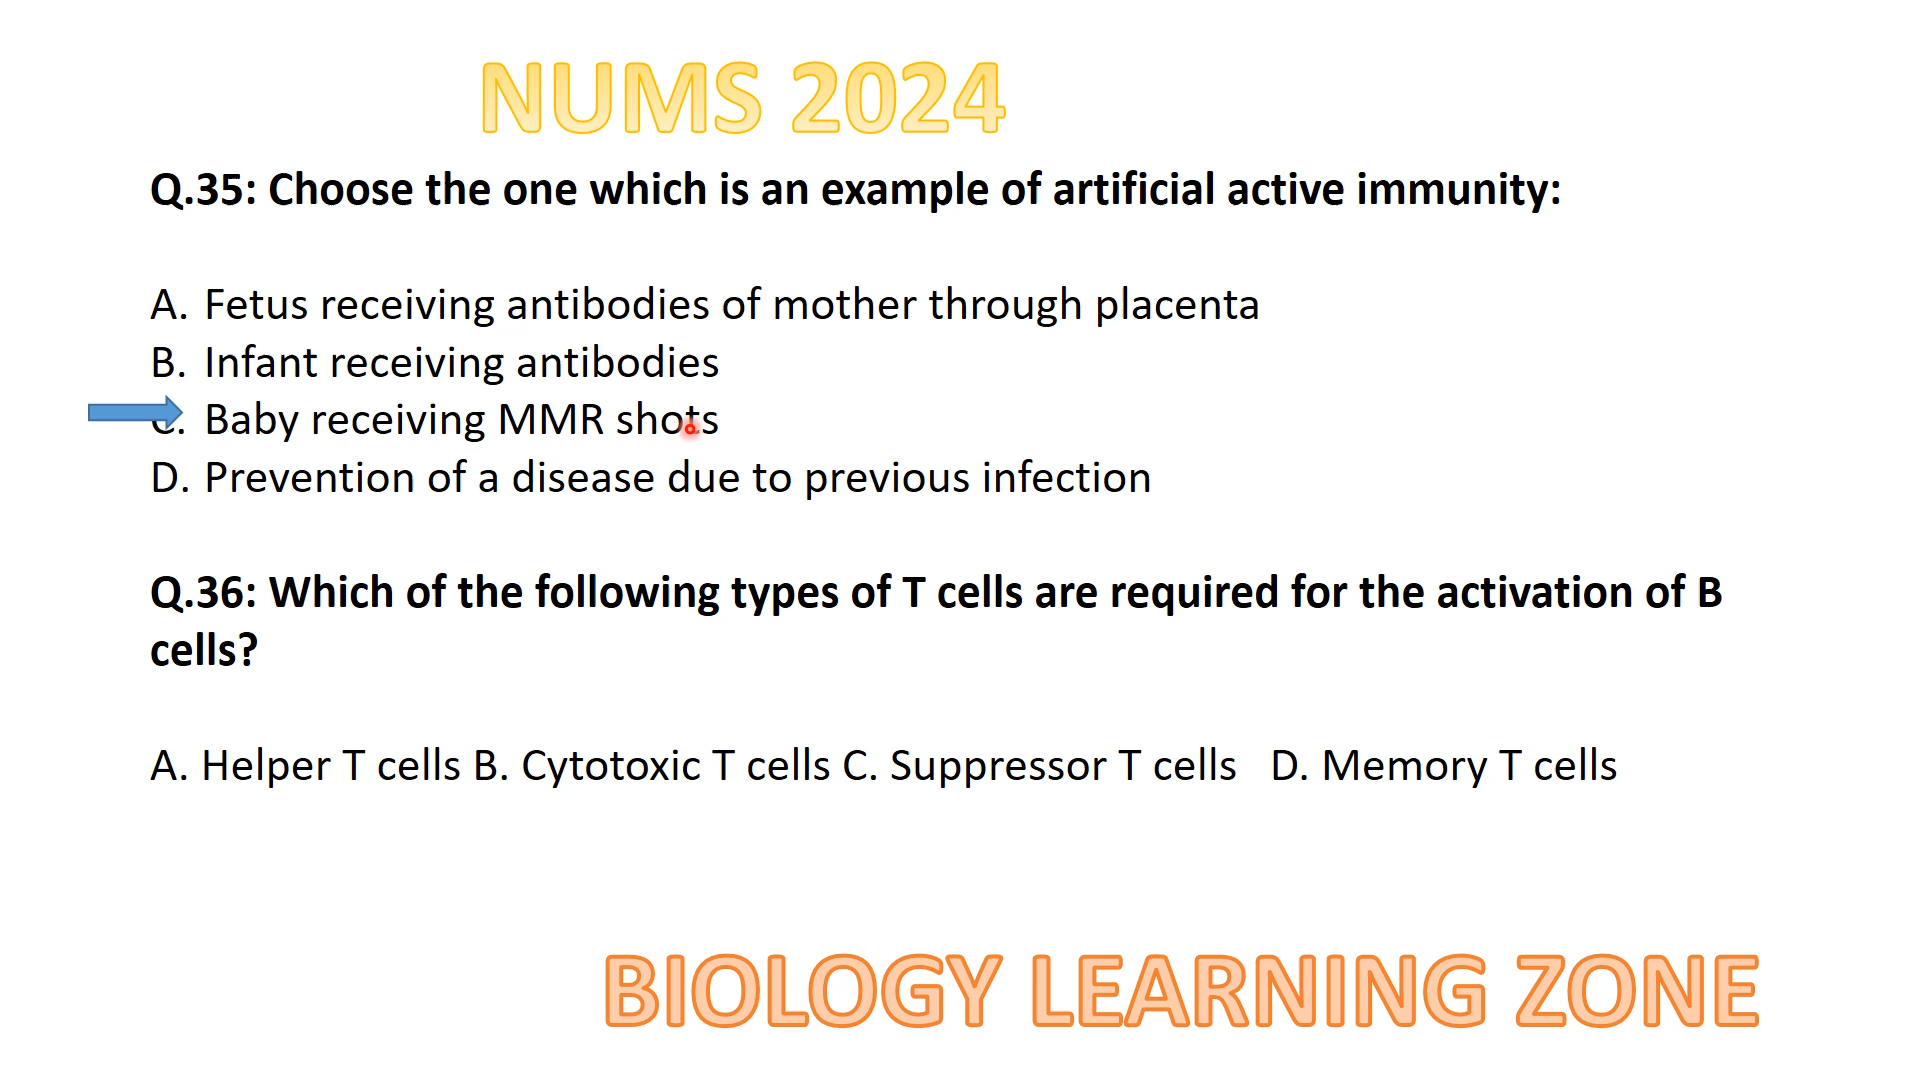 NUMS 2024
Q.35: Choose the one which is an example of artificial active immunity:
A. Fetus receiving antibodies of mother through placenta
B. Infant receiving antibodies
C. Baby receiving MMR shots
D. Prevention of a disease due to previous infection
Q.36: Which of the following types of T cells are required for the activation of B
cells?
A. Helper T cells B. Cytotoxic T cells C. Suppressor T cells D. Memory T cells
BIOLOGY LEARNING ZONE